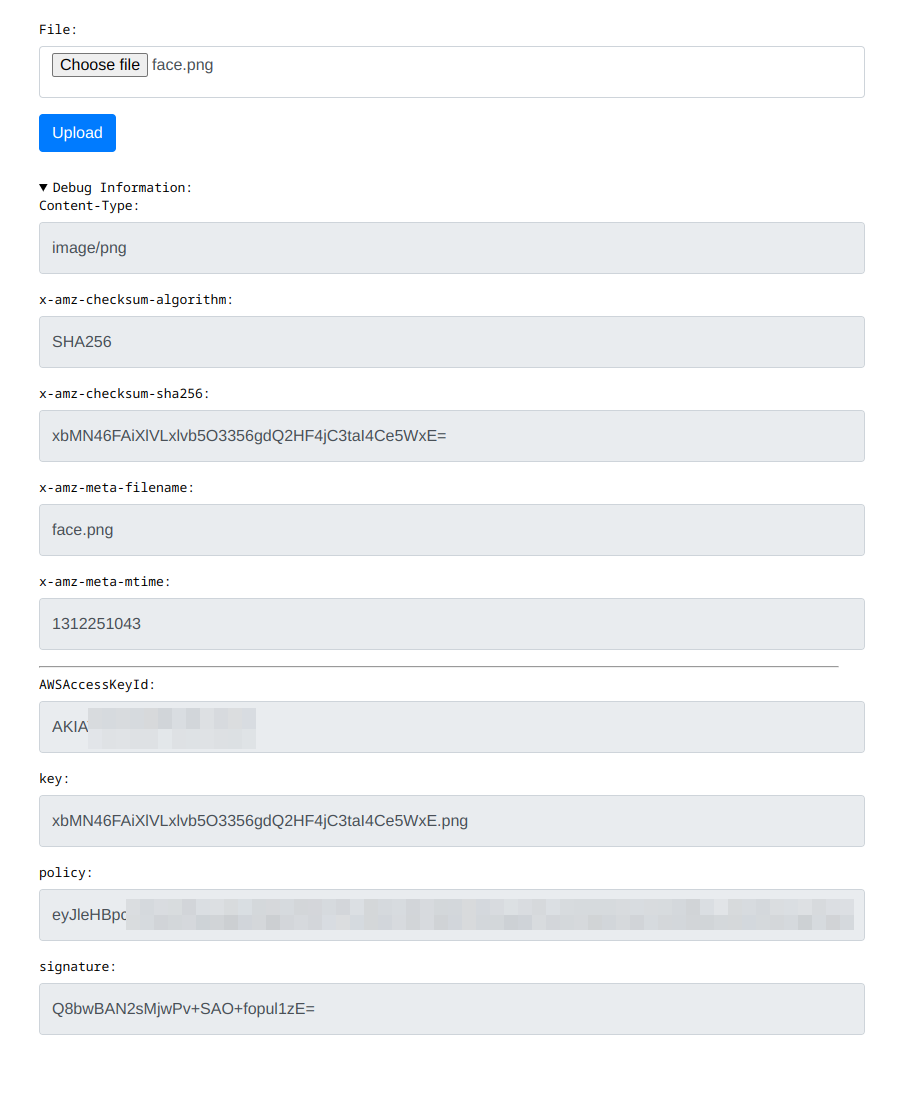 File:
Choose file face.png
Upload
▼ Debug Information:
Content-Type:
image/png
x-amz-checksum-algorithm:
SHA256
x-amz-checksum-sha256:
xbMN46FAiXlVLxlvb5O3356gdQ2HF4jC3taI4Ce5WxE=
x-amz-meta-filename:
face.png
x-amz-meta-mtime:
1312251043
AWSAccessKeyId:
AKIA
key:
xbMN46FAiXlVLxlvb5O3356gdQ2HF4jC3taI4Ce5WxE.png
policy:
eyJleHBp
signature:
Q8bwBAN2sMjwPv+SAO+fopul1zE=